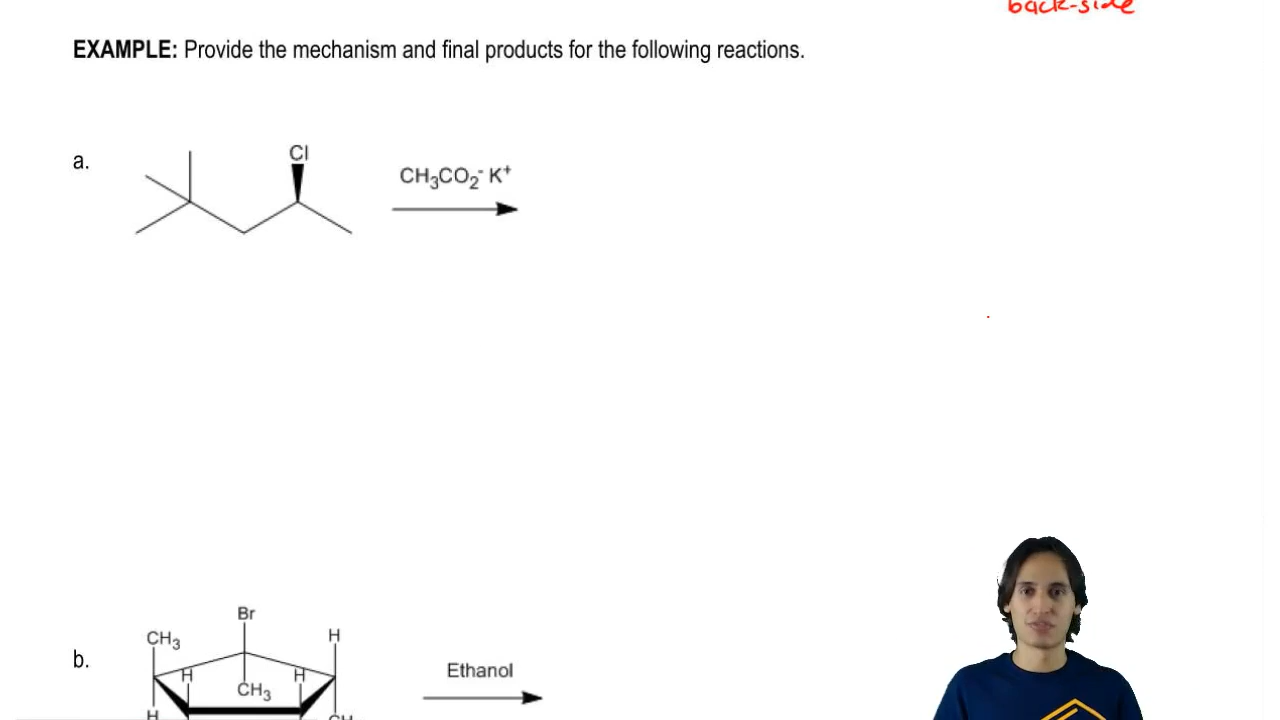 back-side
EXAMPLE: Provide the mechanism and final products for the following reactions.
a.
Cl
CH3CO2- K+
b.
Br
CH3
H
H
H
CH3
H
Ethanol